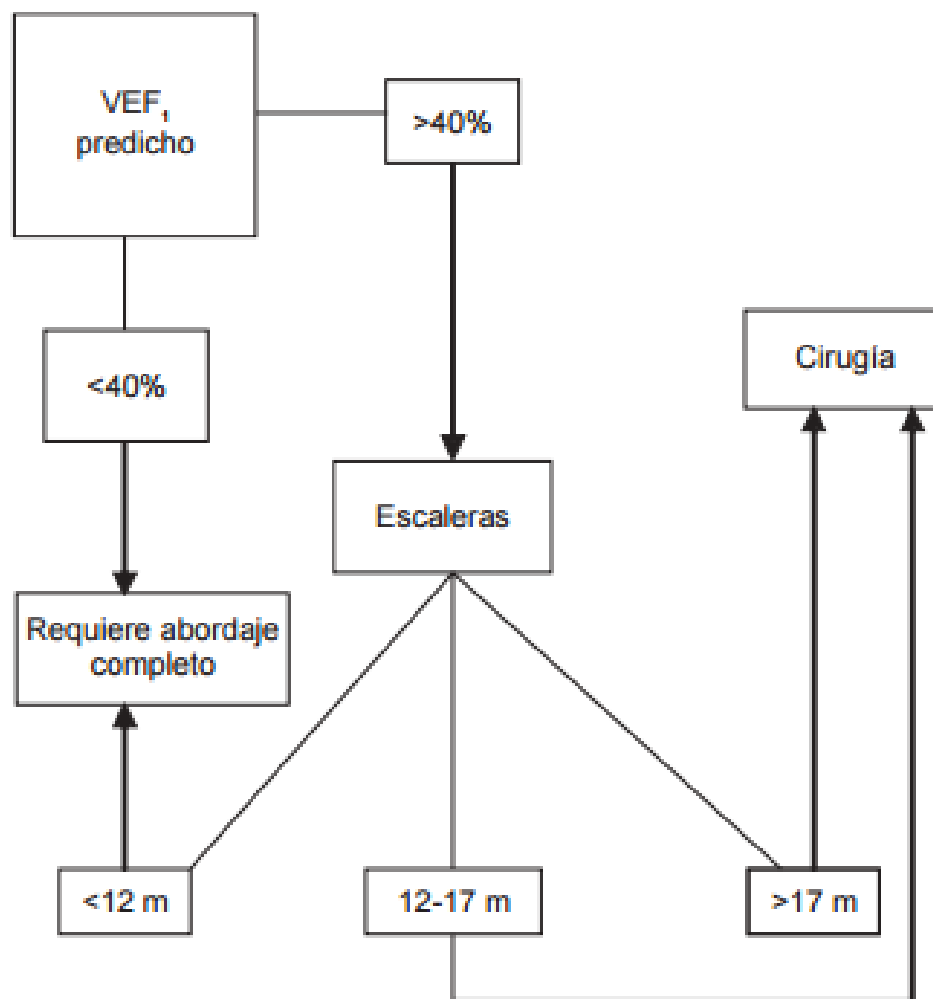 VEF₁
predicho
>40%
<40%
Cirugía
Escaleras
Requiere abordaje
completo
<12 m
12-17 m
>17 m